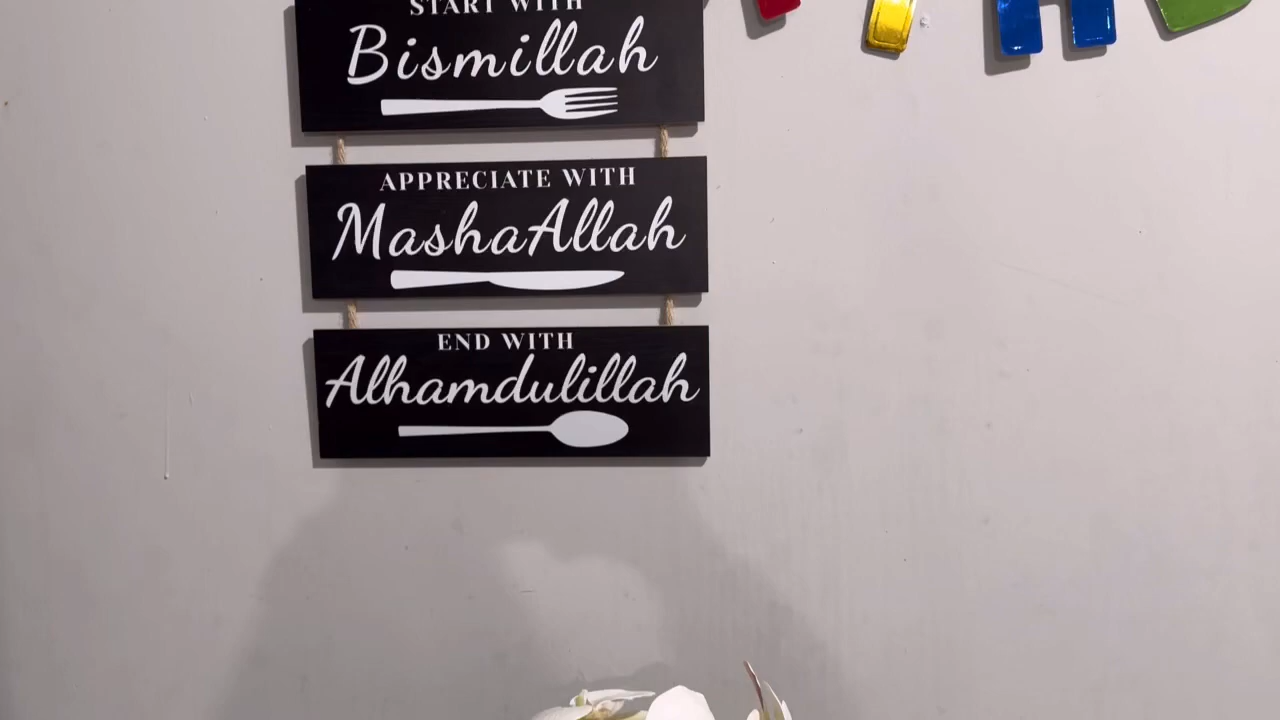 START WITH
Bismillah
APPRECIATE WITH
MashaAllah
END WITH
Alhamdulillah